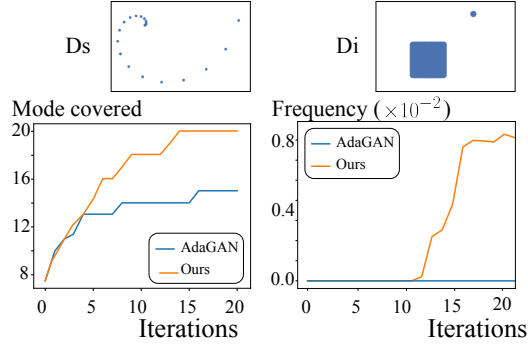 Ds
Di
Mode covered
20
16
12
8
AdaGAN
Ours
0
5
10
15
20
Iterations
Frequency (×10⁻²)
0.8
0.4
0.0
AdaGAN
Ours
0
5
10
15
20
Iterations